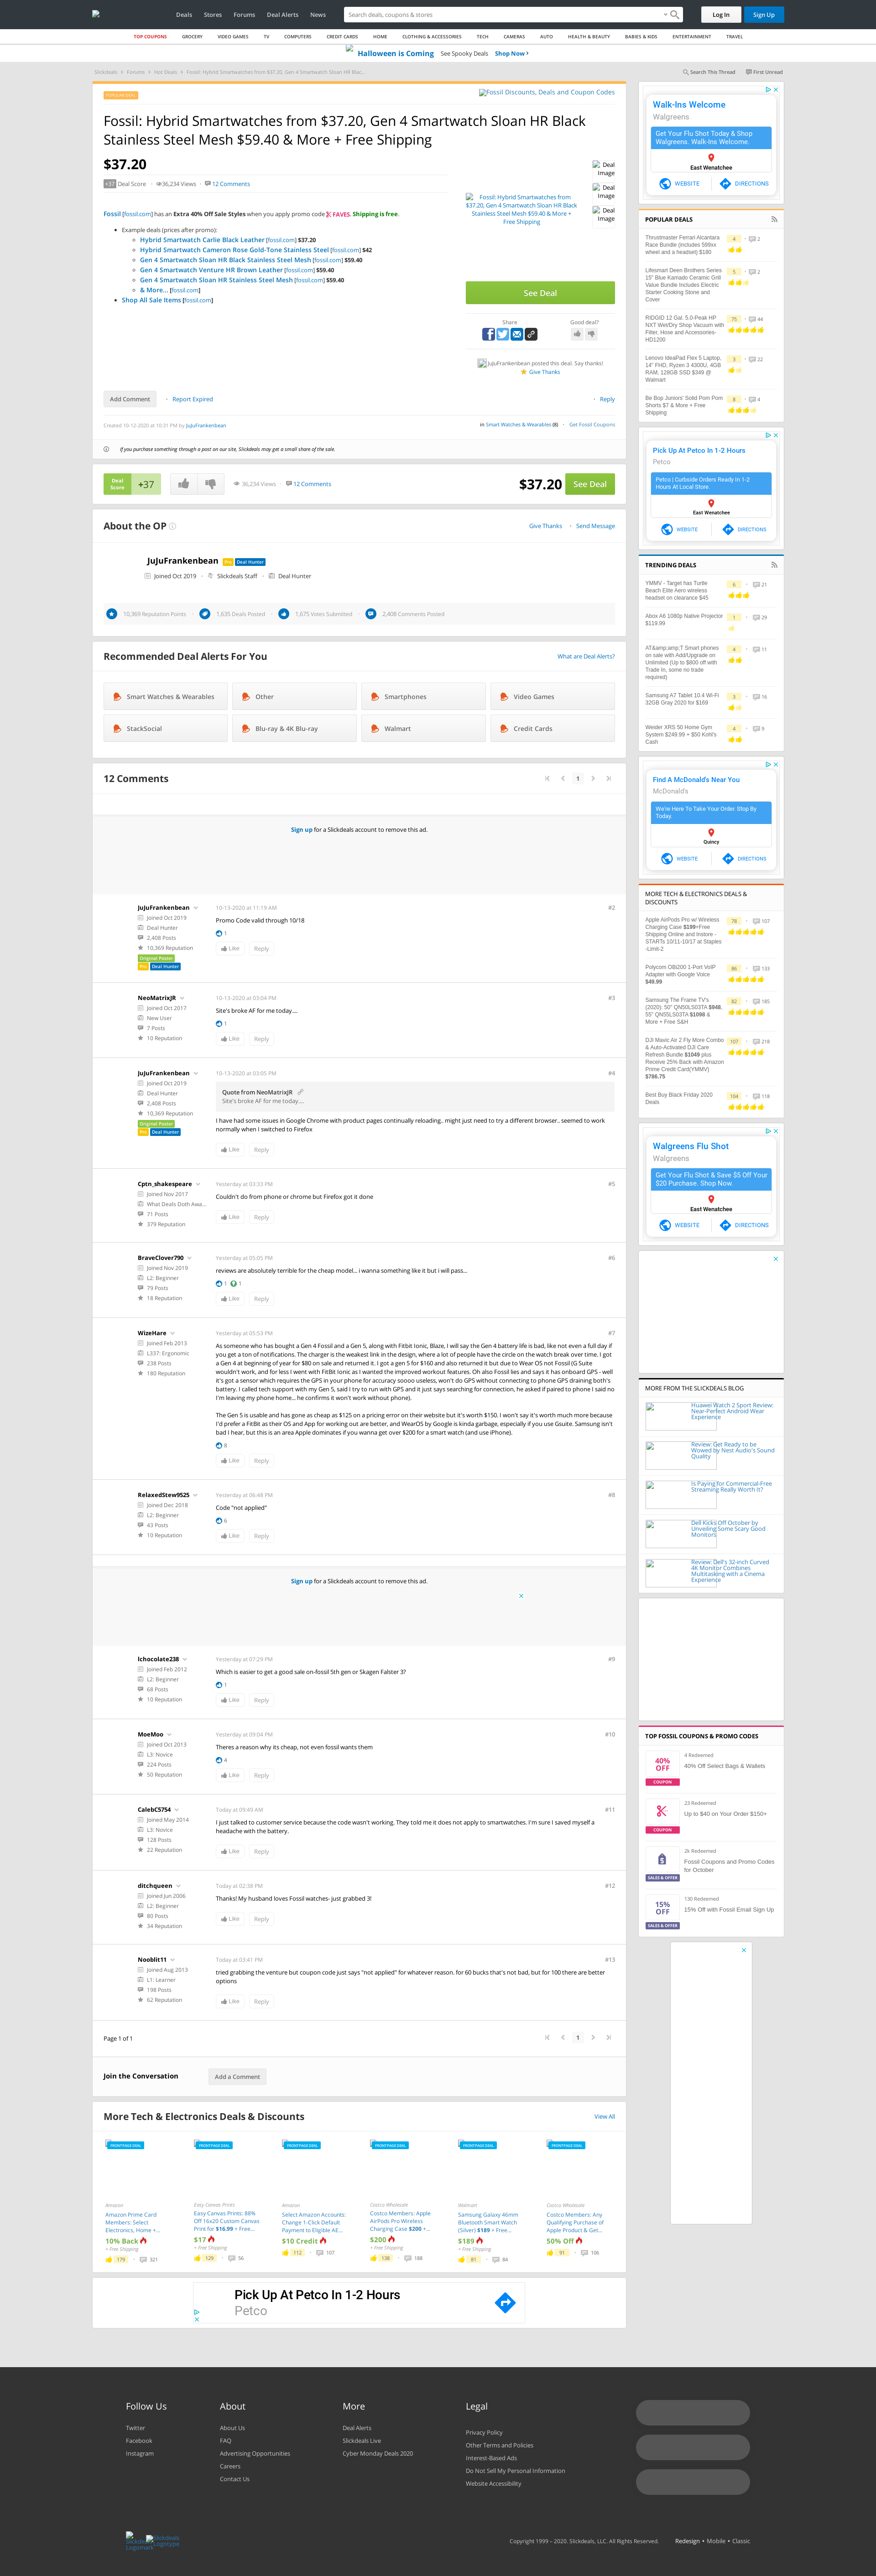 Deals Stores Forums Deal Alerts News
Search deals, coupons & stores
Log In Sign Up
TOP COUPONS GROCERY VIDEO GAMES TV COMPUTERS CREDIT CARDS HOME CLOTHING & ACCESSORIES TECH CAMERAS AUTO HEALTH & BEAUTY BABIES & KIDS ENTERTAINMENT TRAVEL
Halloween is Coming See Spooky Deals Shop Now ›
Slickdeals > Forums > Hot Deals > Fossil: Hybrid Smartwatches from $37.20, Gen 4 Smartwatch Sloan HR Blac...
Search This Thread First Unread
POPULAR DEAL
Fossil Discounts, Deals and Coupon Codes
Fossil: Hybrid Smartwatches from $37.20, Gen 4 Smartwatch Sloan HR Black
Stainless Steel Mesh $59.40 & More + Free Shipping
$37.20
+37 Deal Score 36,234 Views 12 Comments
Fossil [fossil.com] has an Extra 40% Off Sale Styles when you apply promo code FAVES. Shipping is free.
Example deals (prices after promo):
Hybrid Smartwatch Carlie Black Leather [fossil.com] $37.20
Hybrid Smartwatch Cameron Rose Gold-Tone Stainless Steel [fossil.com] $42
Gen 4 Smartwatch Sloan HR Black Stainless Steel Mesh [fossil.com] $59.40
Gen 4 Smartwatch Venture HR Brown Leather [fossil.com] $59.40
Gen 4 Smartwatch Sloan HR Stainless Steel Mesh [fossil.com] $59.40
& More... [fossil.com]
Shop All Sale Items [fossil.com]
Fossil: Hybrid Smartwatches
from $37.20, Gen 4 Smartwatch Sloan HR Black
Stainless Steel Mesh $59.40 & More +
Free Shipping
Deal
Image
Deal
Image
Deal
Image
See Deal
Share Good deal?
JuJuFrankenbean posted this deal. Say thanks!
Give Thanks
Add Comment Report Expired Reply
Created 10-12-2020 at 10:31 PM by JuJuFrankenbean
in Smart Watches & Wearables (8) Get Fossil Coupons
If you purchase something through a post on our site, Slickdeals may get a small share of the sale.
Deal
Score +37 36,234 Views 12 Comments $37.20 See Deal
About the OP
Give Thanks Send Message
JuJuFrankenbean Pro Deal Hunter
Joined Oct 2019 Slickdeals Staff Deal Hunter
10,369 Reputation Points 1,635 Deals Posted 1,675 Votes Submitted 2,408 Comments Posted
Recommended Deal Alerts For You
What are Deal Alerts?
Smart Watches & Wearables Other Smartphones Video Games
StackSocial Blu-ray & 4K Blu-ray Walmart Credit Cards
12 Comments
1
Sign up for a Slickdeals account to remove this ad.
JuJuFrankenbean
Joined Oct 2019
Deal Hunter
2,408 Posts
10,369 Reputation
Original Poster
Pro Deal Hunter
10-13-2020 at 11:19 AM #2
Promo Code valid through 10/18
1
Like Reply
NeoMatrixJR
Joined Oct 2017
New User
7 Posts
10 Reputation
10-13-2020 at 03:04 PM #3
Site's broke AF for me today....
1
Like Reply
JuJuFrankenbean
Joined Oct 2019
Deal Hunter
2,408 Posts
10,369 Reputation
Original Poster
Pro Deal Hunter
10-13-2020 at 03:05 PM #4
Quote from NeoMatrixJR
Site's broke AF for me today....
I have had some issues in Google Chrome with product pages continually reloading.. might just need to try a different browser.. seemed to work
normally when I switched to Firefox
Like Reply
Cptn_shakespeare
Joined Nov 2017
What Deals Doth Awa...
71 Posts
379 Reputation
Yesterday at 03:33 PM #5
Couldn't do from phone or chrome but Firefox got it done
Like Reply
BraveClover790
Joined Nov 2019
L2: Beginner
79 Posts
18 Reputation
Yesterday at 05:05 PM #6
reviews are absolutely terrible for the cheap model... i wanna something like it but i will pass...
1 1
Like Reply
WizeHare
Joined Feb 2013
L337: Ergonomic
238 Posts
180 Reputation
Yesterday at 05:53 PM #7
As someone who has bought a Gen 4 Fossil and a Gen 5, along with Fitbit Ionic, Blaze, I will say the Gen 4 battery life is bad, like not even a full day if
you get a ton of notifications. The charger is the weakest link in the design, where a lot of people have the circle on the watch break over time. I got
a Gen 4 at beginning of year for $80 on sale and returned it. I got a gen 5 for $160 and also returned it but due to Wear OS not Fossil (G Suite
wouldn't work, and for less I went with FitBit Ionic as I wanted the improved workout features. Oh also Fossil lies and says it has onboard GPS - well
it's got a sensor which requires the GPS in your phone for accuracy soooo useless, unlike Ionic which has a sensor, with GPS without phone draining
both's battery. I call tech support with my Gen 5, told them I try to run with GPS and it just says searching for connection, he asked if paired to phone? I said no
I'm leaving my phone home... hme confirmed it won't work without phone).
The Gen 5 is usable and has gone as cheap as $125 on a pricing error on their website but it's worth $150. I won't say it's worth much more because
I'd prefer a FitBit at their OS and App for working out are better, and WearOS by Google is kinda garbage, especially if you use Gsuite. Samsung isn't
bad I hear, but this is an area Apple dominates if you wanna get over $200 for a smart watch (and use iPhone).
8
Like Reply
RelaxedStew9525
Joined Dec 2018
L2: Beginner
43 Posts
10 Reputation
Yesterday at 06:48 PM #8
Code "not applied"
6
Like Reply
Sign up for a Slickdeals account to remove this ad.
lchocolate238
Joined Feb 2012
L2: Beginner
68 Posts
10 Reputation
Yesterday at 07:29 PM #9
Which is easier to get a good sale on-fossil 5th gen or Skagen Falster 3?
1
Like Reply
MoeMoo
Joined Oct 2013
L3: Novice
224 Posts
50 Reputation
Yesterday at 09:04 PM #10
Theres a reason why its cheap, not even fossil wants them
4
Like Reply
CalebC5754
Joined May 2014
L3: Novice
128 Posts
22 Reputation
Today at 09:49 AM #11
I just talked to customer service because the code wasn't working. They told me it does not apply to smartwatches. I'm sure I saved myself a
headache with the battery.
Like Reply
ditchqueen
Joined Jun 2006
L2: Beginner
80 Posts
34 Reputation
Today at 02:38 PM #12
Thanks! My husband loves Fossil watches- just grabbed 3!
Like Reply
Nooblit11
Joined Aug 2013
L1: Learner
198 Posts
62 Reputation
Today at 03:41 PM #13
tried grabbing the venture but coupon code just says "not applied" for whatever reason. for 60 bucks that's not bad, but for 100 there are better
options
Like Reply
Page 1 of 1
1
Join the Conversation Add a Comment
More Tech & Electronics Deals & Discounts View All
FRONTPAGE DEAL
Amazon
Amazon Prime Card
Members: Select
Electronics, Home +...
10% Back
+ Free Shipping
179 321
FRONTPAGE DEAL
Easy Canvas Prints
Easy Canvas Prints: 88%
Off 16x20 Custom Canvas
Print for $16.99 + Free...
$17
+ Free Shipping
129 56
FRONTPAGE DEAL
Amazon
Select Amazon Accounts:
Change 1-Click Default
Payment to Eligible AE...
$10 Credit
112 107
FRONTPAGE DEAL
Costco Wholesale
Costco Members: Apple
AirPods Pro Wireless
Charging Case $200 +...
$200
+ Free Shipping
138 188
FRONTPAGE DEAL
Walmart
Samsung Galaxy 46mm
Bluetooth Smart Watch
(Silver) $189 + Free...
$189
+ Free Shipping
81 84
FRONTPAGE DEAL
Costco Wholesale
Costco Members: Any
Qualifying Purchase of
Apple Product & Get...
50% Off
91 106
Pick Up At Petco In 1-2 Hours
Petco
Walk-Ins Welcome
Walgreens
Get Your Flu Shot Today & Shop
Walgreens. Walk-Ins Welcome.
East Wenatchee
WEBSITE DIRECTIONS
POPULAR DEALS
Thrustmaster Ferrari Alcantara
Race Bundle (includes 599xx
wheel and a headset) $180
4 2
Lifesmart Deen Brothers Series
15" Blue Kamado Ceramic Grill
Value Bundle Includes Electric
Starter Cooking Stone and
Cover
5 2
RIDGID 12 Gal. 5.0-Peak HP
NXT Wet/Dry Shop Vacuum with
Filter, Hose and Accessories-
HD1200
75 44
Lenovo IdeaPad Flex 5 Laptop,
14" FHD, Ryzen 3 4300U, 4GB
RAM, 128GB SSD $349 @
Walmart
3 22
Be Bop Juniors' Solid Pom Pom
Shorts $7 & More + Free
Shipping
8 4
Pick Up At Petco In 1-2 Hours
Petco
Petco | Curbside Orders Ready In 1-2
Hours At Local Store.
East Wenatchee
WEBSITE DIRECTIONS
TRENDING DEALS
YMMV - Target has Turtle
Beach Elite Aero wireless
headset on clearance $45
6 21
Abox A6 1080p Native Projector
$119.99
1 29
AT&amp;amp;T Smart phones
on sale with Add/Upgrade on
Unlimited (Up to $800 off with
Trade In, some no trade
required)
4 11
Samsung A7 Tablet 10.4 Wi-Fi
32GB Gray 2020 for $169
3 16
Weider XRS 50 Home Gym
System $249.99 + $50 Kohl's
Cash
4 9
Find A McDonald's Near You
McDonald's
We're Here To Take Your Order. Stop By
Today.
Quincy
WEBSITE DIRECTIONS
MORE TECH & ELECTRONICS DEALS &
DISCOUNTS
Apple AirPods Pro w/ Wireless
Charging Case $199+Free
Shipping Online and Instore -
STARTs 10/11-10/17 at Staples
-Limit-2
78 107
Polycom OBi200 1-Port VoIP
Adapter with Google Voice
$49.99
86 133
Samsung The Frame TV's
(2020): 50" QN50LS03TA $948,
55" QN55LS03TA $1098 &
More + Free S&H
82 185
DJI Mavic Air 2 Fly More Combo
& Auto-Activated DJI Care
Refresh Bundle $1049 plus
Receive 25% Back with Amazon
Prime Credit Card(YMMV)
$786.75
107 218
Best Buy Black Friday 2020
Deals
104 118
Walgreens Flu Shot
Walgreens
Get Your Flu Shot & Save $5 Off Your
$20 Purchase. Shop Now.
East Wenatchee
WEBSITE DIRECTIONS
MORE FROM THE SLICKDEALS BLOG
Huawei Watch 2 Sport Review:
Near-Perfect Android Wear
Experience
Review: Get Ready to be
Wowed by Nest Audio's Sound
Quality
Is Paying for Commercial-Free
Streaming Really Worth It?
Dell Kicks Off October by
Unveiling Some Scary Good
Monitors
Review: Dell's 32-inch Curved
4K Monitor Combines
Multitasking with a Cinema
Experience
TOP FOSSIL COUPONS & PROMO CODES
40%
OFF
COUPON
4 Redeemed
40% Off Select Bags & Wallets
COUPON
23 Redeemed
Up to $40 on Your Order $150+
SALES & OFFER
2k Redeemed
Fossil Coupons and Promo Codes
for October
15%
OFF
SALES & OFFER
130 Redeemed
15% Off with Fossil Email Sign Up
Follow Us
Twitter
Facebook
Instagram
About
About Us
FAQ
Advertising Opportunities
Careers
Contact Us
More
Deal Alerts
Slickdeals Live
Cyber Monday Deals 2020
Legal
Privacy Policy
Other Terms and Policies
Interest-Based Ads
Do Not Sell My Personal Information
Website Accessibility
Slickdeals
Logotype
Copyright 1999 – 2020. Slickdeals, LLC. All Rights Reserved. Redesign • Mobile • Classic